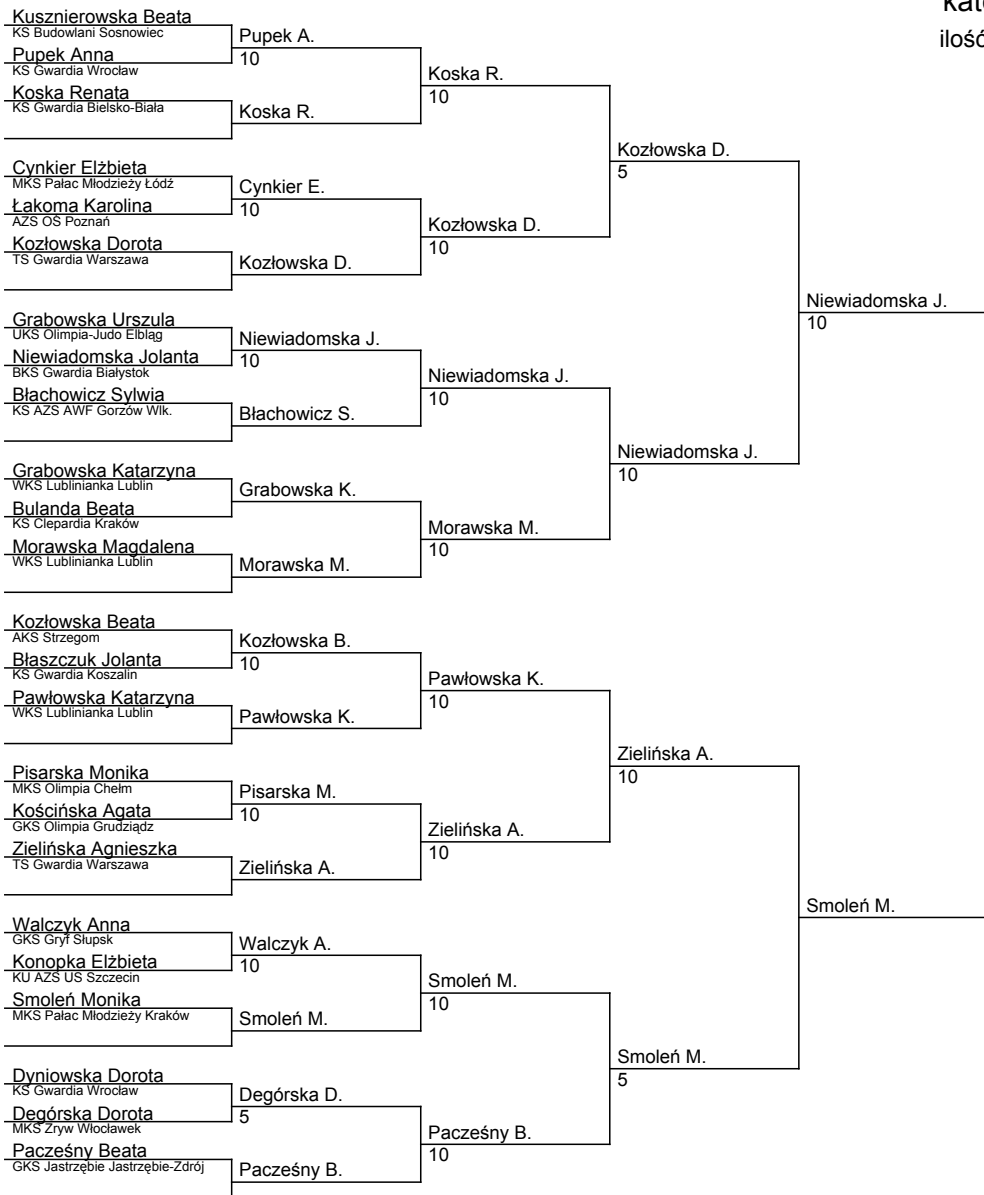 kate
ilość
Kusznierowska Beata
KS Budowlani Sosnowiec
Pupek Anna
KS Gwardia Wrocław
Koska Renata
KS Gwardia Bielsko-Biała
Cynkier Elżbieta
MKS Pałac Młodzieży Łódź
Łakoma Karolina
AZS OŚ Poznań
Kozłowska Dorota
TS Gwardia Warszawa
Grabowska Urszula
UKS Olimpia-Judo Elbląg
Niewiadomska Jolanta
BKS Gwardia Białystok
Błachowicz Sylwia
KS AZS AWF Gorzów Wlk.
Grabowska Katarzyna
WKS Lublinianka Lublin
Bulanda Beata
KS Clepardia Kraków
Morawska Magdalena
WKS Lublinianka Lublin
Kozłowska Beata
AKS Strzegom
Błaszczuk Jolanta
KS Gwardia Koszalin
Pawłowska Katarzyna
WKS Lublinianka Lublin
Pisarska Monika
MKS Olimpia Chełm
Kościńska Agata
GKS Olimpia Grudziądz
Zielińska Agnieszka
TS Gwardia Warszawa
Walczyk Anna
GKS Gryf Słupsk
Konopka Elżbieta
KU AZS US Szczecin
Smoleń Monika
MKS Pałac Młodzieży Kraków
Dyniowska Dorota
KS Gwardia Wrocław
Degórska Dorota
MKS Zryw Włocławek
Pacześny Beata
GKS Jastrzębie Jastrzębie-Zdrój
Pupek A.
10
Koska R.
Cynkier E.
10
Kozłowska D.
Niewiadomska J.
10
Błachowicz S.
Grabowska K.
Morawska M.
Kozłowska B.
10
Pawłowska K.
Pisarska M.
10
Zielińska A.
Walczyk A.
10
Smoleń M.
Degórska D.
5
Pacześny B.
Koska R.
10
Kozłowska D.
10
Niewiadomska J.
10
Morawska M.
10
Pawłowska K.
10
Zielińska A.
10
Smoleń M.
10
Pacześny B.
10
Kozłowska D.
5
Niewiadomska J.
10
Zielińska A.
10
Smoleń M.
5
Niewiadomska J.
10
Smoleń M.